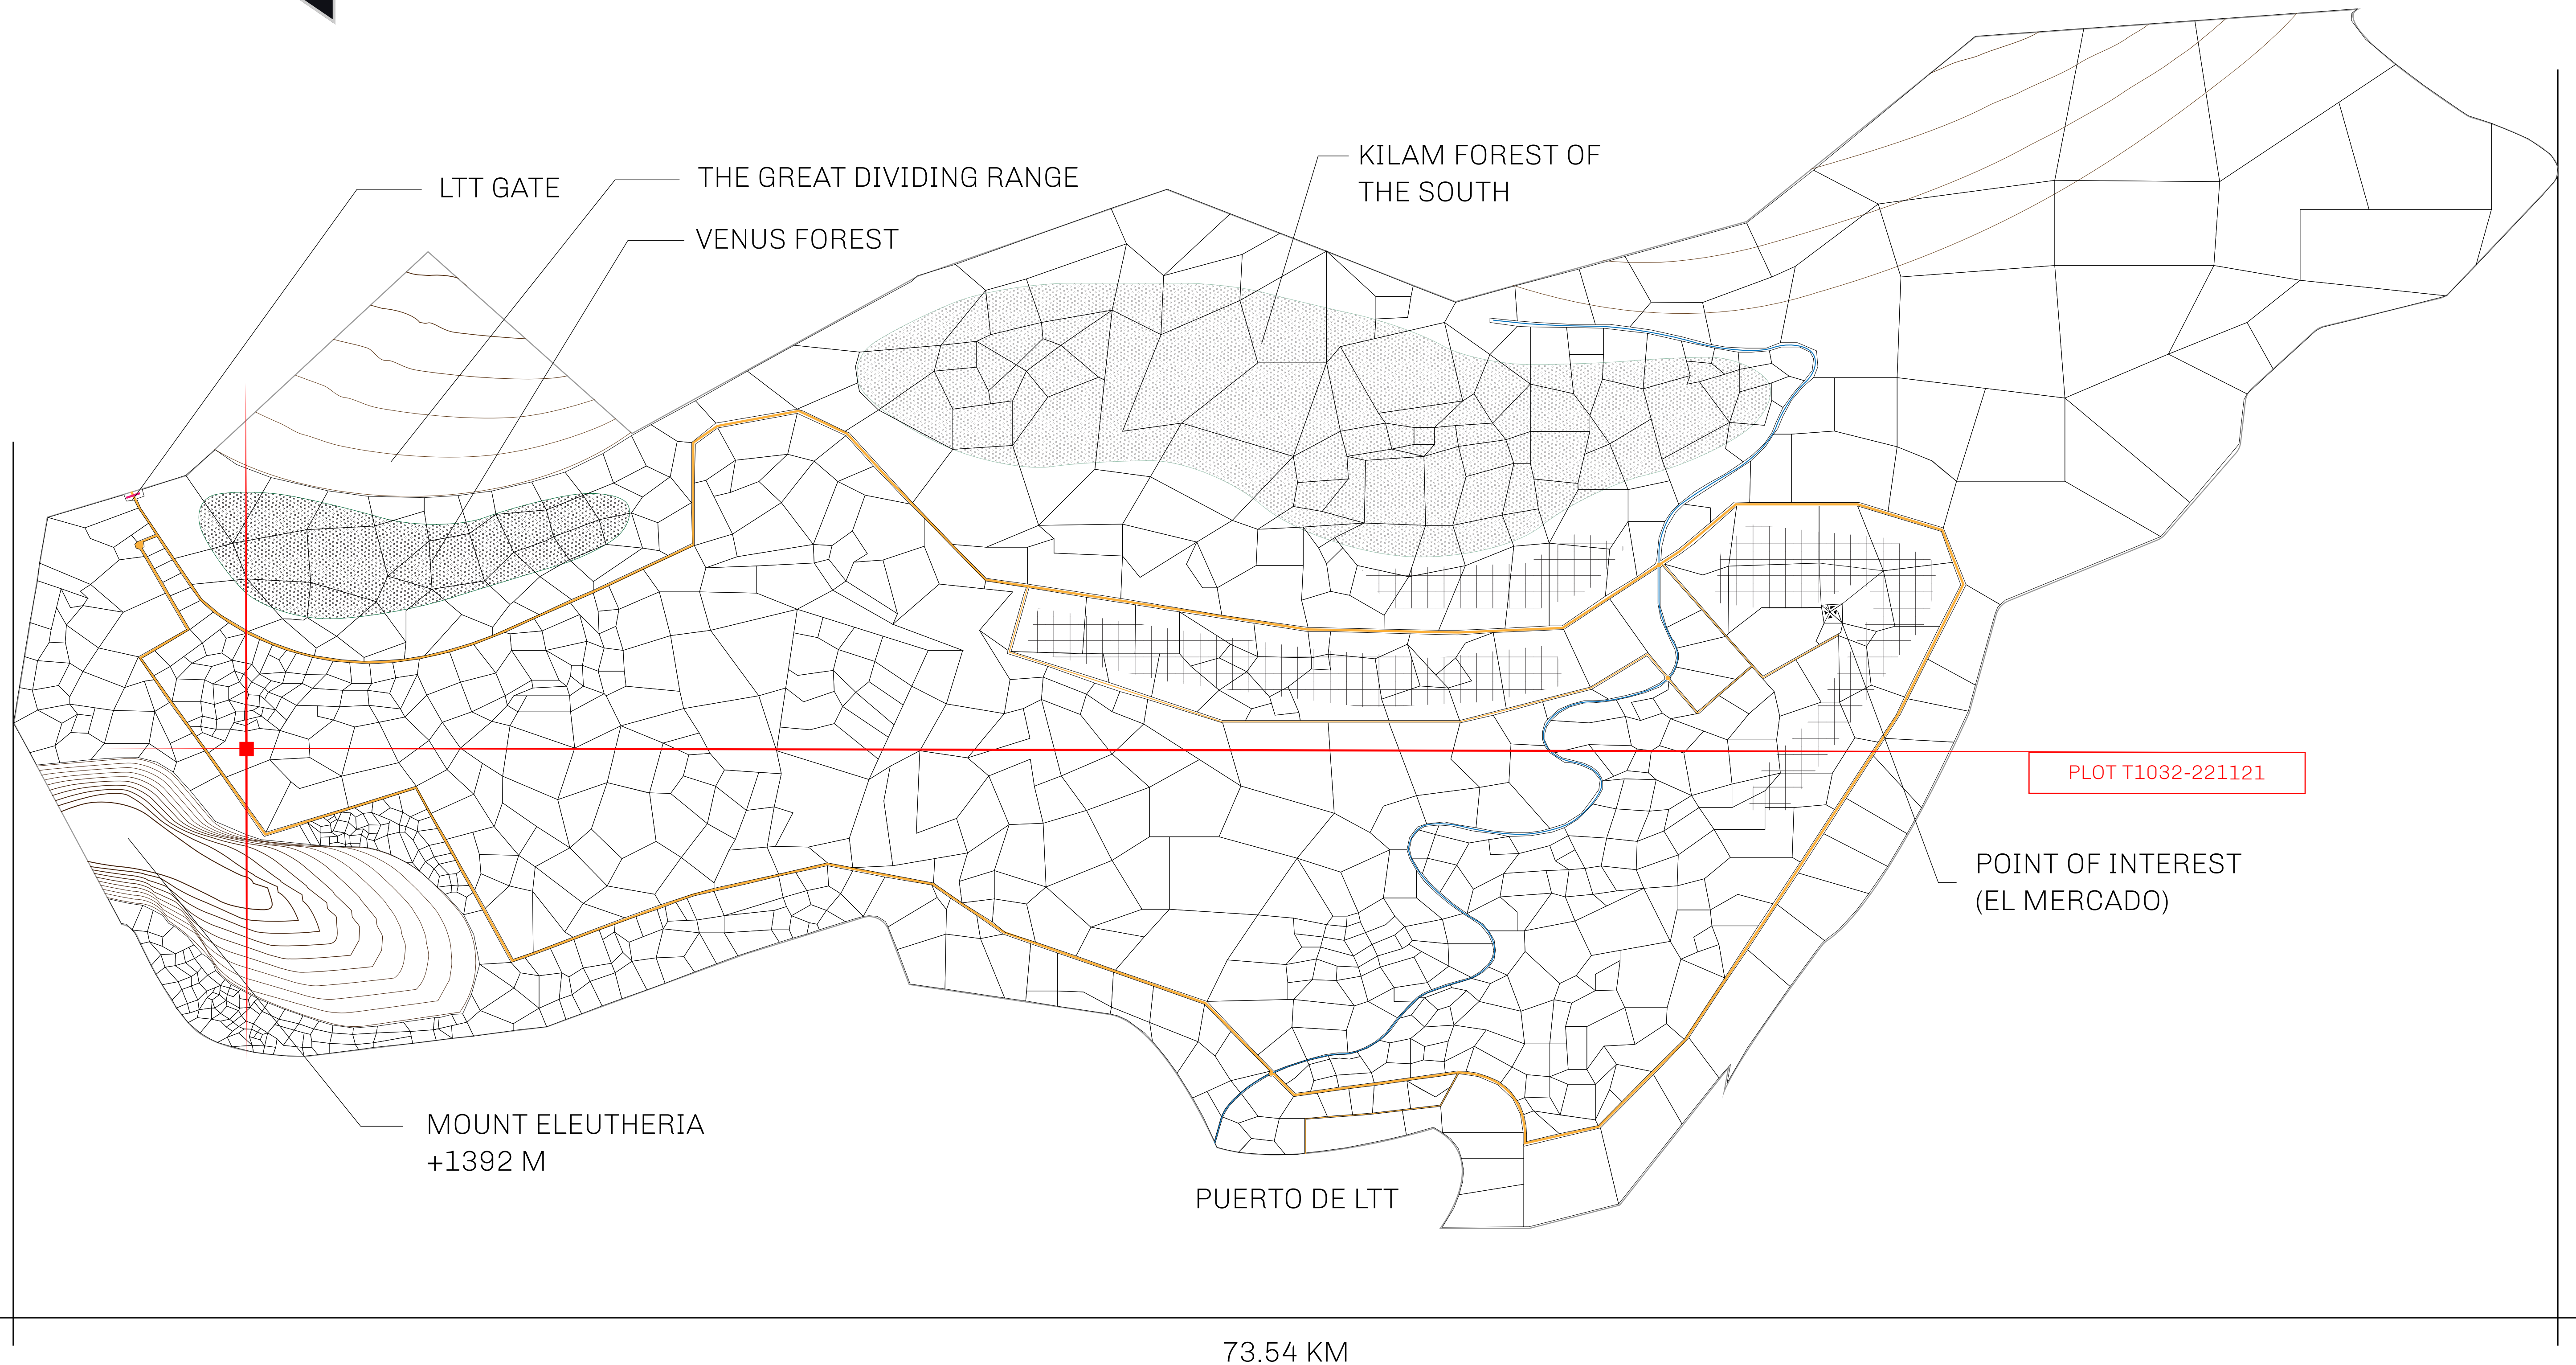 KILAM FOREST OF
THE SOUTH
LTT GATE
THE GREAT DIVIDING RANGE
VENUS FOREST
PLOT T1032-221121
POINT OF INTEREST
(EL MERCADO)
MOUNT ELEUTHERIA
+1392 M
PUERTO DE LTT
73.54 KM